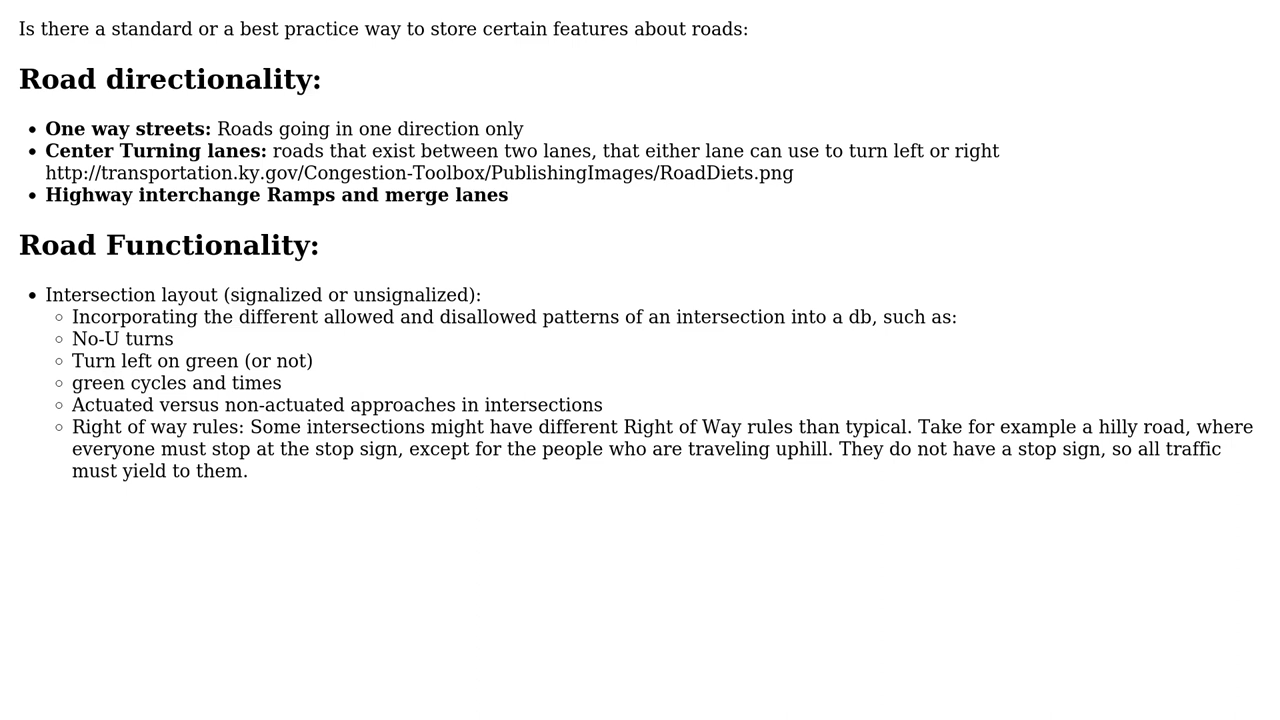 Is there a standard or a best practice way to store certain features about roads:
Road directionality:
• One way streets: Roads going in one direction only
• Center Turning lanes: roads that exist between two lanes, that either lane can use to turn left or right
http://transportation.ky.gov/Congestion-Toolbox/PublishingImages/RoadDiets.png
• Highway interchange Ramps and merge lanes
Road Functionality:
• Intersection layout (signalized or unsignalized):
◦ Incorporating the different allowed and disallowed patterns of an intersection into a db, such as:
◦ No-U turns
◦ Turn left on green (or not)
◦ green cycles and times
◦ Actuated versus non-actuated approaches in intersections
◦ Right of way rules: Some intersections might have different Right of Way rules than typical. Take for example a hilly road, where
everyone must stop at the stop sign, except for the people who are traveling uphill. They do not have a stop sign, so all traffic
must yield to them.